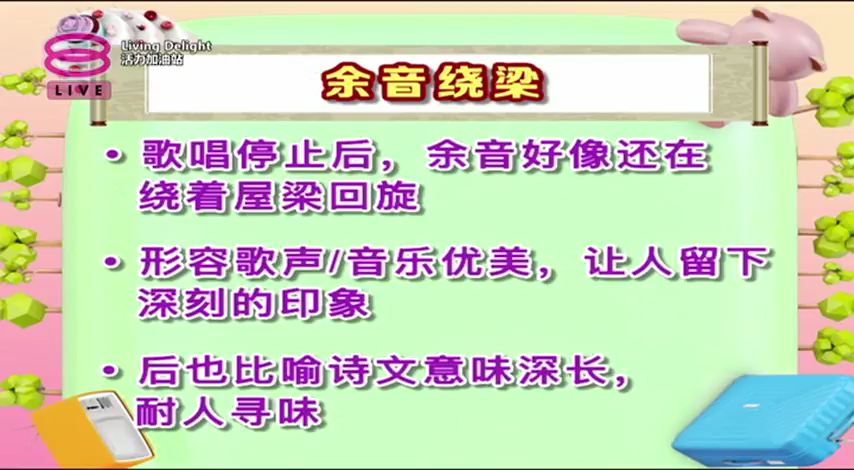 Living Delight
活力加油站
LIVE
余音绕梁
• 歌唱停止后，余音好像还在
绕着屋梁回旋
• 形容歌声/音乐优美，让人留下
深刻的印象
• 后也比喻诗文意味深长，
耐人寻味